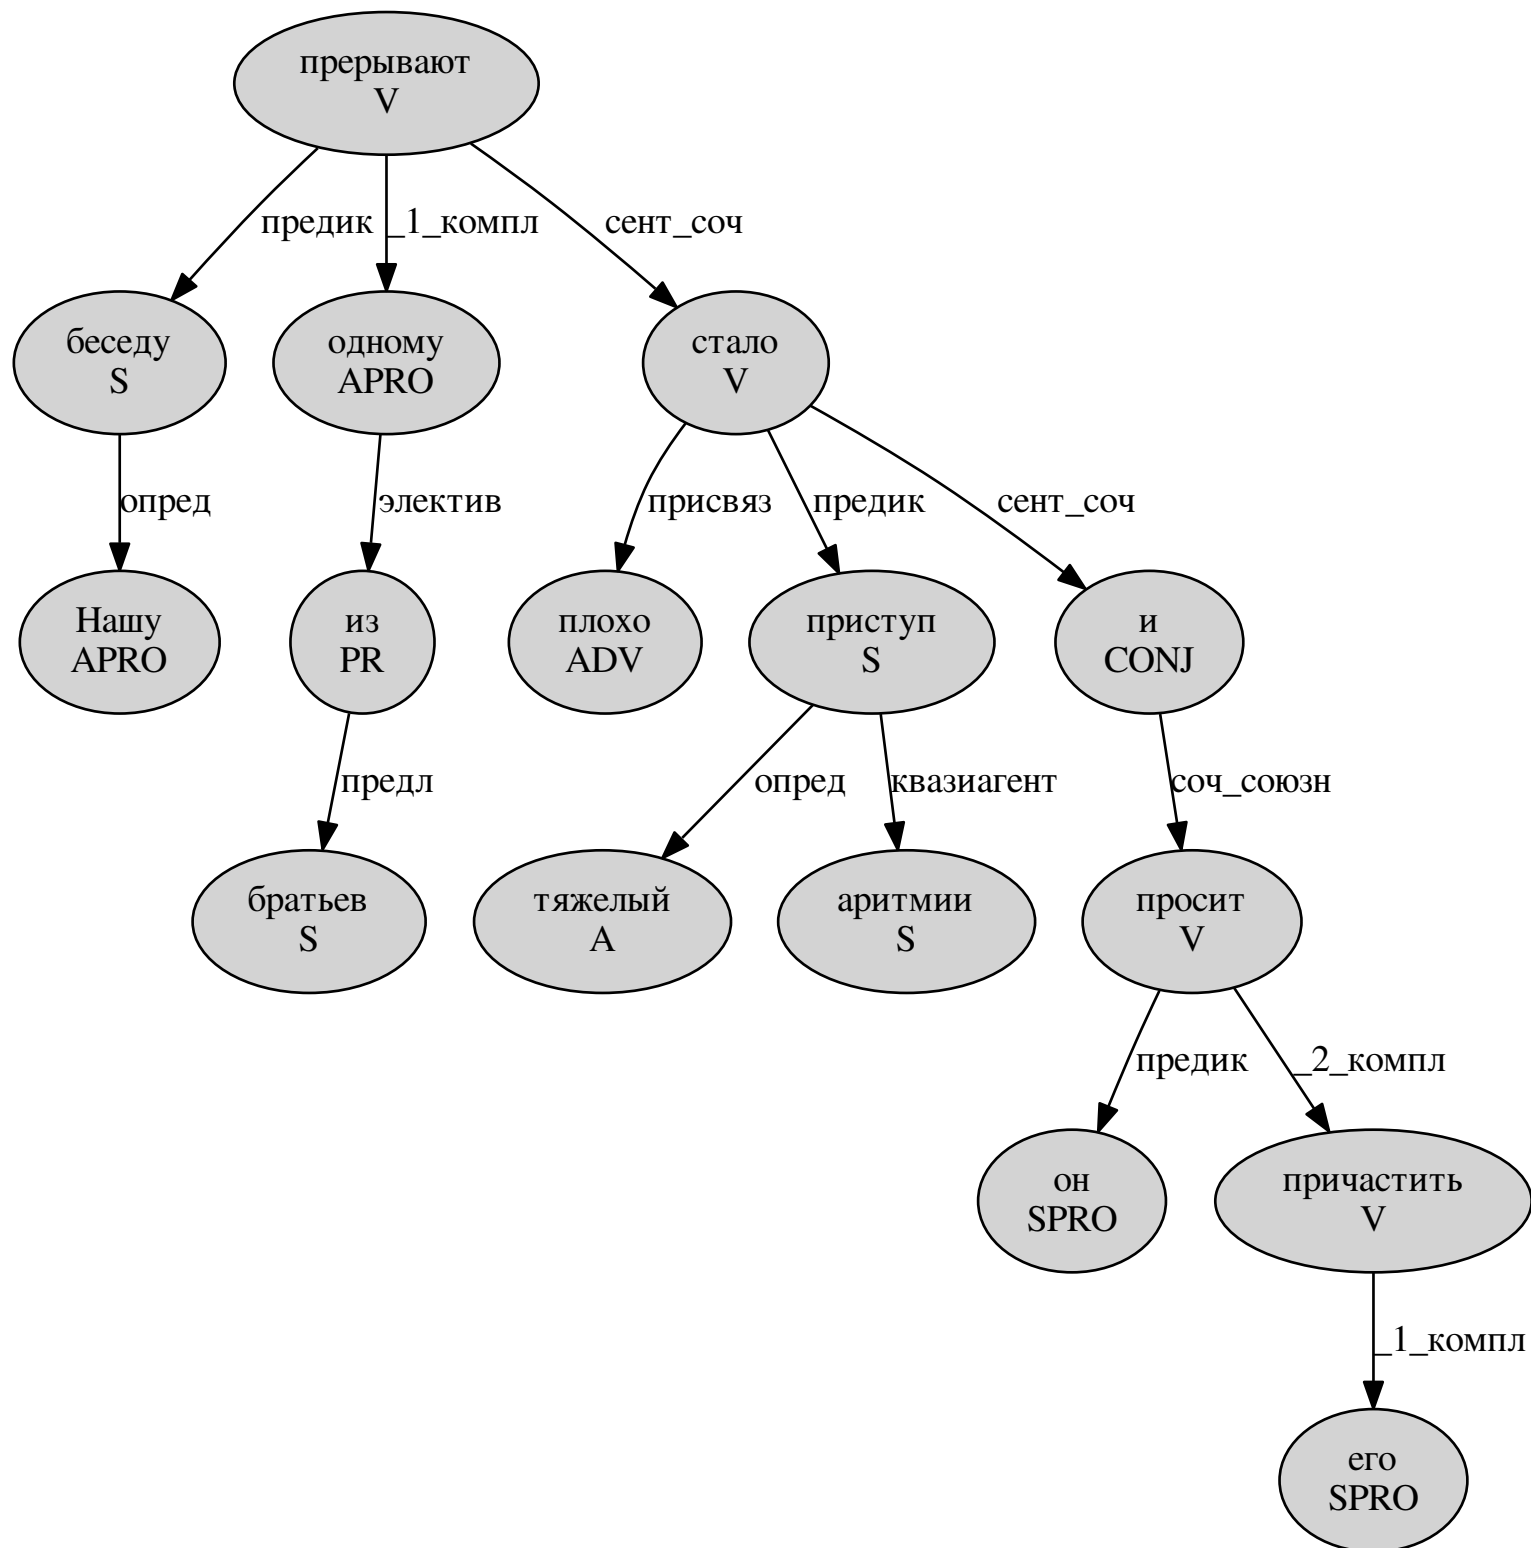 прерывают
V
предик
_1_компл
сент_соч
беседу
S
одному
APRO
стало
V
опред
электив
присвяз
предик
сент_соч
Нашу
APRO
из
PR
плохо
ADV
приступ
S
и
CONJ
предл
опред
квазиагент
соч_союзн
братьев
S
тяжелый
A
аритмии
S
просит
V
предик
_2_компл
он
SPRO
причастить
V
_1_компл
его
SPRO